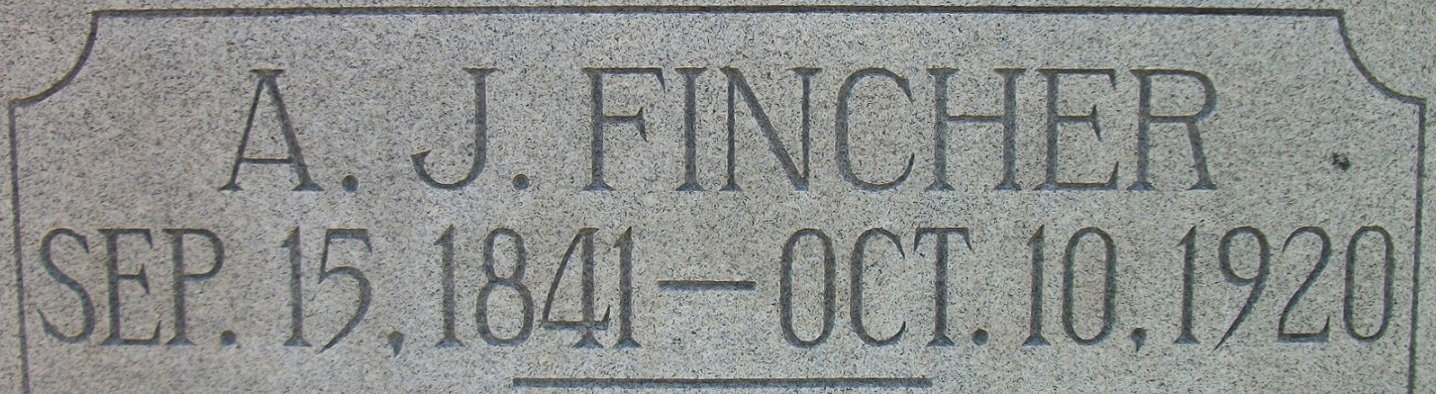 A. J. FINCHER
SEP. 15, 1841 — OCT. 10, 1920